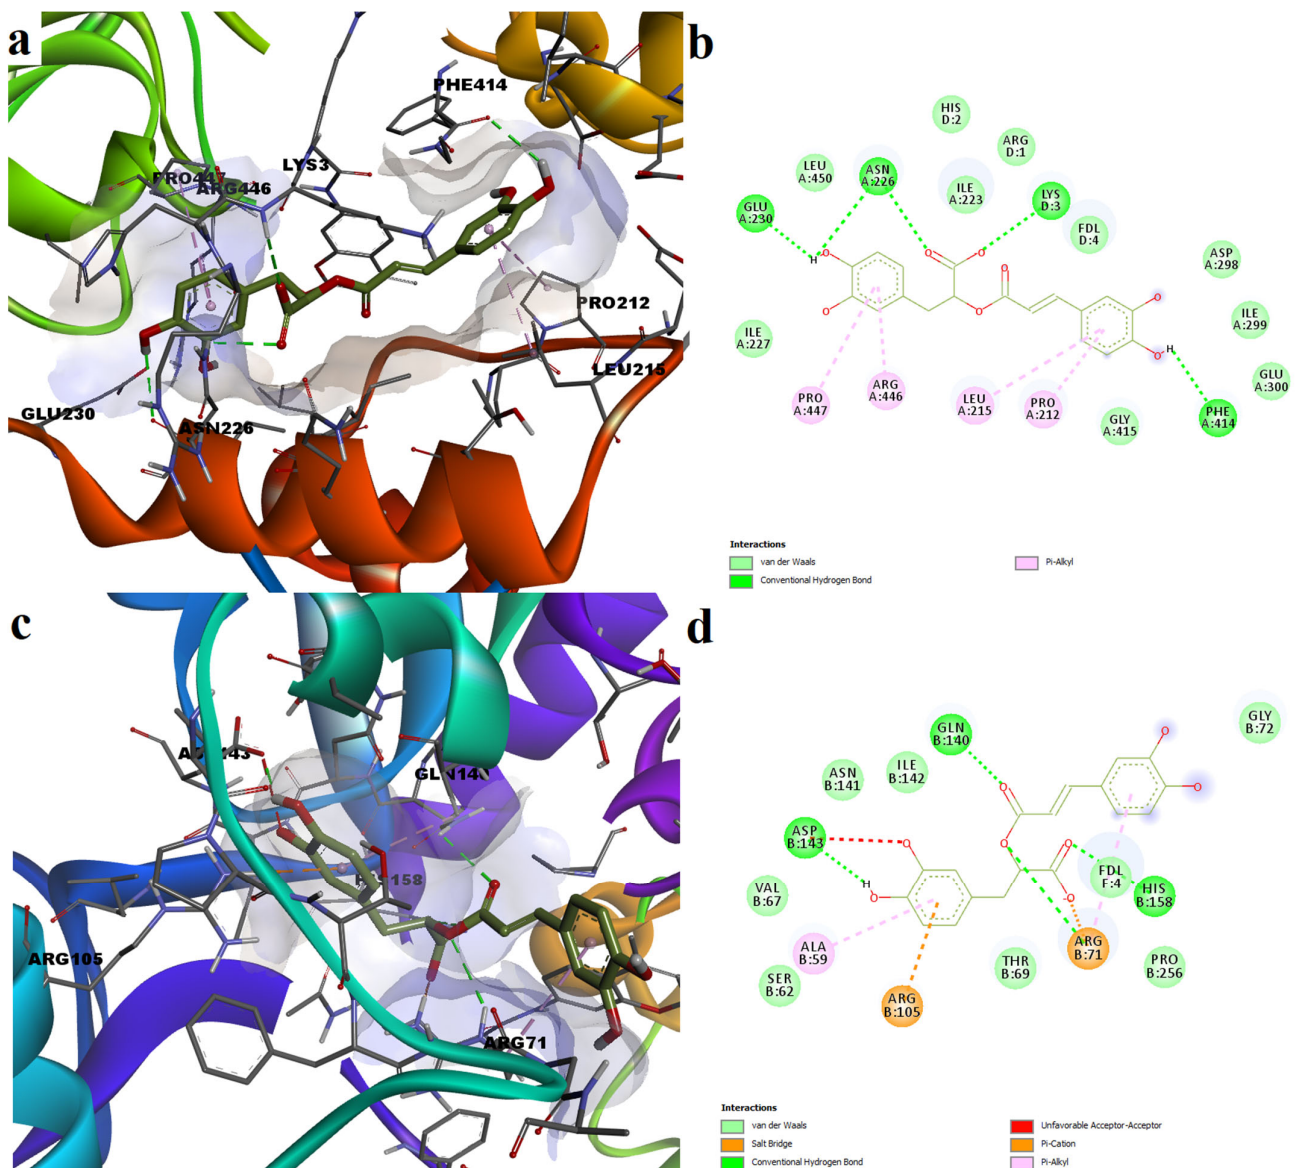 a
PHE414
LYS3
PRO447
ARG446
PRO212
LEU215
GLU230
ASN226
b
HIS
D:2
ARG
D:1
LEU
A:450
ASN
A:226
ILE
A:223
LYS
D:3
GLU
A:230
FDL
D:4
H
O
O
O
O
O
O
O
O
H
ASP
A:298
ILE
A:299
ILE
A:227
GLU
A:300
PRO
A:447
ARG
A:446
LEU
A:215
PRO
A:212
GLY
A:415
PHE
A:414
Interactions
van der Waals
Conventional Hydrogen Bond
Pi-Alkyl
c
GLN140
ARG105
ARG71
d
GLY
B:72
GLN
B:140
ASN
B:141
ILE
B:142
ASP
B:143
O
O
O
O
O
O
O
H
O
VAL
B:67
FDL
F:4
HIS
B:158
ALA
B:59
SER
B:62
ARG
B:105
THR
B:69
ARG
B:71
PRO
B:256
Interactions
van der Waals
Salt Bridge
Conventional Hydrogen Bond
Unfavorable Acceptor-Acceptor
Pi-Cation
Pi-Alkyl